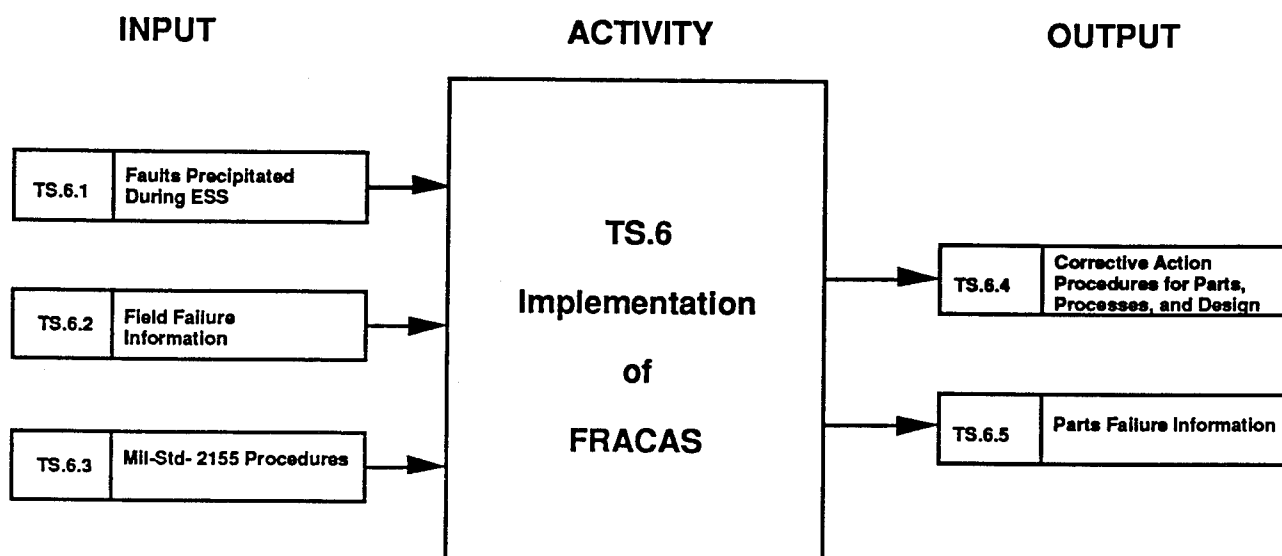 INPUT
ACTIVITY
OUTPUT
TS.6.1
Faults Precipitated
During ESS
TS.6.2
Field Failure
Information
TS.6.3
Mil-Std- 2155 Procedures
TS.6
Implementation
of
FRACAS
TS.6.4
Corrective Action
Procedures for Parts,
Processes, and Design
TS.6.5
Parts Failure Information